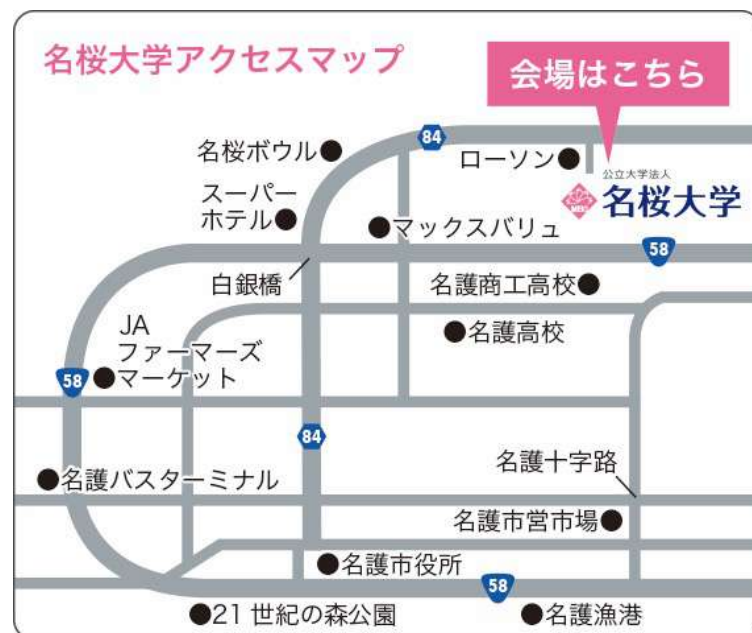 名桜大学アクセスマップ
会場はこちら
84
名桜ボウル
ローソン
公立大学法人
名桜大学
スーパー
ホテル
マックスバリュ
58
白銀橋
名護商工高校
JA
ファーマーズ
マーケット
名護高校
58
84
名護十字路
名護バスターミナル
名護市営市場
名護市役所
58
21世紀の森公園
名護漁港